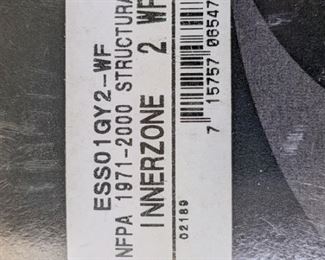 ESS01GY2-WF
NFPA 1971-2000 STRUCTURA
INNERZONE 2 WF
02189
7 15757 06547